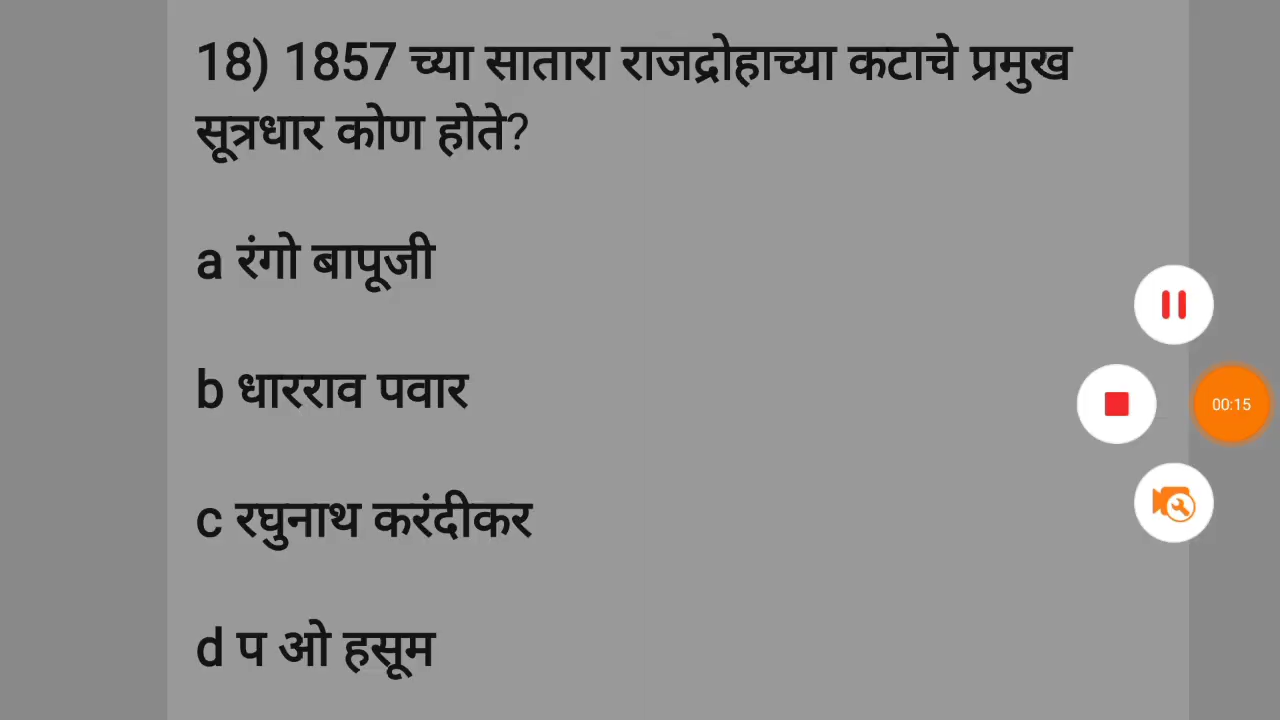 18) 1857 च्या सातारा राजद्रोहाच्या कटाचे प्रमुख
सूत्रधार कोण होते?
a रंगो बापूजी
b धारराव पवार
00:15
c रघुनाथ करंदीकर
d प ओ हसूम